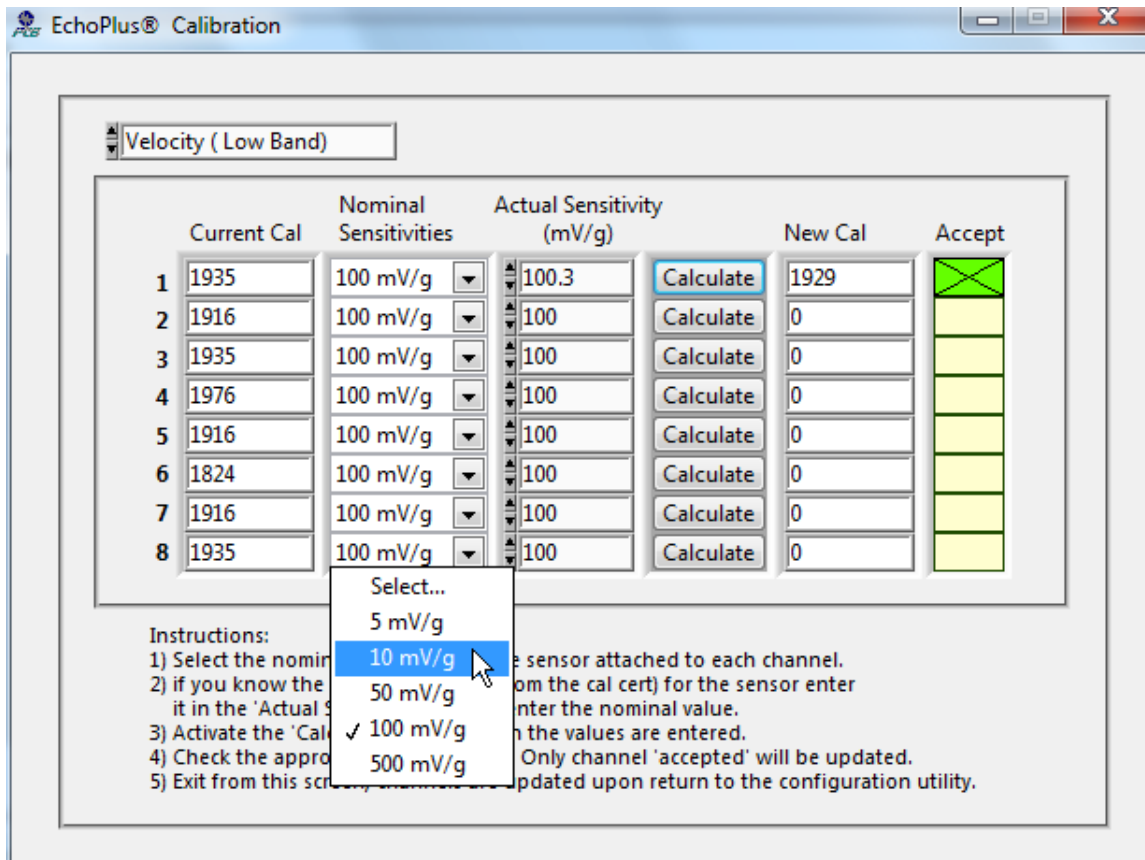 EchoPlus® Calibration
Velocity ( Low Band)
Current Cal Nominal Sensitivities Actual Sensitivity (mV/g) New Cal Accept
1 1935 100 mV/g 100.3 Calculate 1929
2 1916 100 mV/g 100 Calculate 0
3 1935 100 mV/g 100 Calculate 0
4 1976 100 mV/g 100 Calculate 0
5 1916 100 mV/g 100 Calculate 0
6 1824 100 mV/g 100 Calculate 0
7 1916 100 mV/g 100 Calculate 0
8 1935 100 mV/g 100 Calculate 0
Select...
5 mV/g
10 mV/g
50 mV/g
✓ 100 mV/g
500 mV/g
Instructions:
1) Select the sensor attached to each channel.
2) if you know the (from the cal cert) for the sensor enter
it in the 'Actual enter the nominal value.
3) Activate the the values are entered.
4) Check the Only channel 'accepted' will be updated.
5) Exit from this updated upon return to the configuration utility.